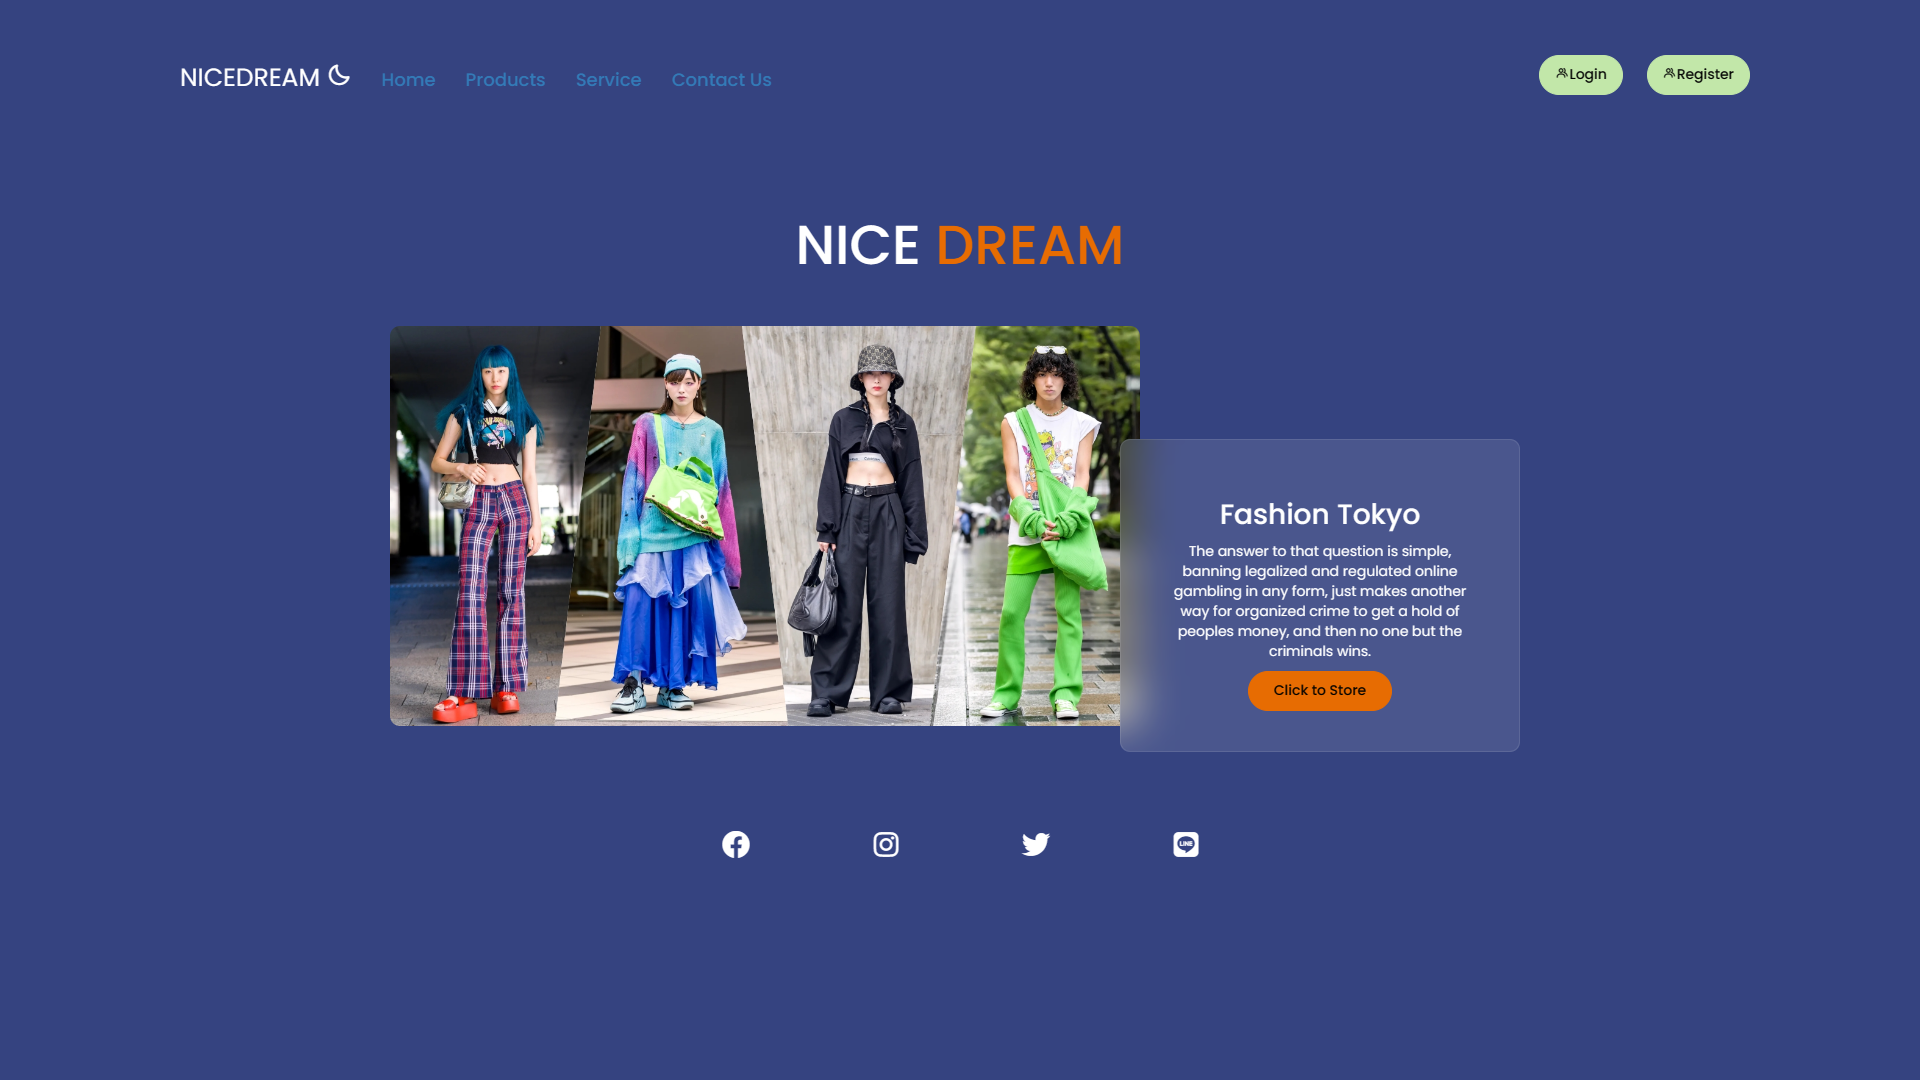 NICEDREAM
Home
Products
Service
Contact Us
Login
Register
NICE DREAM
Fashion Tokyo
The answer to that question is simple,
banning legalized and regulated online
gambling in any form, just makes another
way for organized crime to get a hold of
peoples money, and then no one but the
criminals wins.
Click to Store
LINE